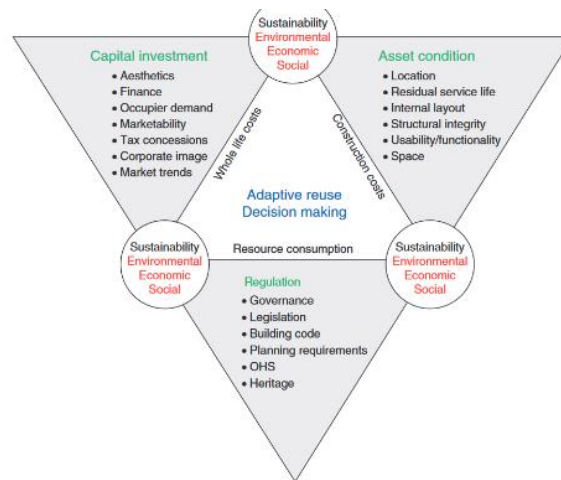 Sustainability
Environmental
Economic
Social
Capital investment
• Aesthetics
• Finance
• Occupier demand
• Marketability
• Tax concessions
• Corporate image
• Market trends
Asset condition
• Location
• Residual service life
• Internal layout
• Structural integrity
• Usability/functionality
• Space
Whole life costs
Construction costs
Adaptive reuse
Decision making
Resource consumption
Sustainability
Environmental
Economic
Social
Sustainability
Environmental
Economic
Social
Regulation
• Governance
• Legislation
• Building code
• Planning requirements
• OHS
• Heritage